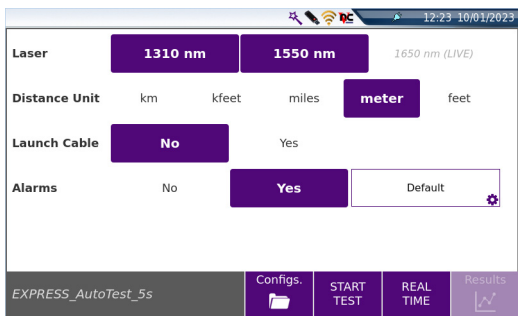 DC 12:23 10/01/2023
Laser 1310 nm 1550 nm 1650 nm (LIVE)
Distance Unit km kfeet miles meter feet
Launch Cable No Yes
Alarms No Yes Default
EXPRESS_AutoTest_5s
Configs.
START
TEST
REAL
TIME
Results